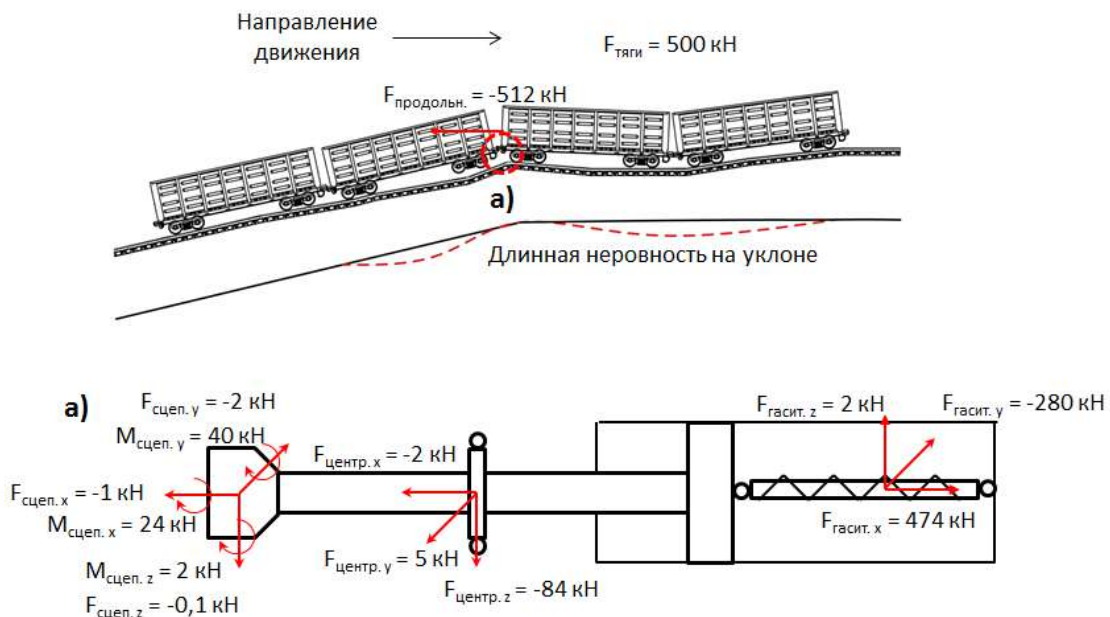 Направление
движения
Fтяги = 500 кН
Fпродольн. = -512 кН
а)
Длинная неровность на уклоне
а)
Fсцеп. y = -2 кН
Mсцеп. y = 40 кН
Fсцеп. x = -1 кН
Mсцеп. x = 24 кН
Mсцеп. z = 2 кН
Fсцеп. z = -0,1 кН
Fцентр. x = -2 кН
Fцентр. y = 5 кН
Fцентр. z = -84 кН
Fгасит. z = 2 кН
Fгасит. y = -280 кН
Fгасит. x = 474 кН